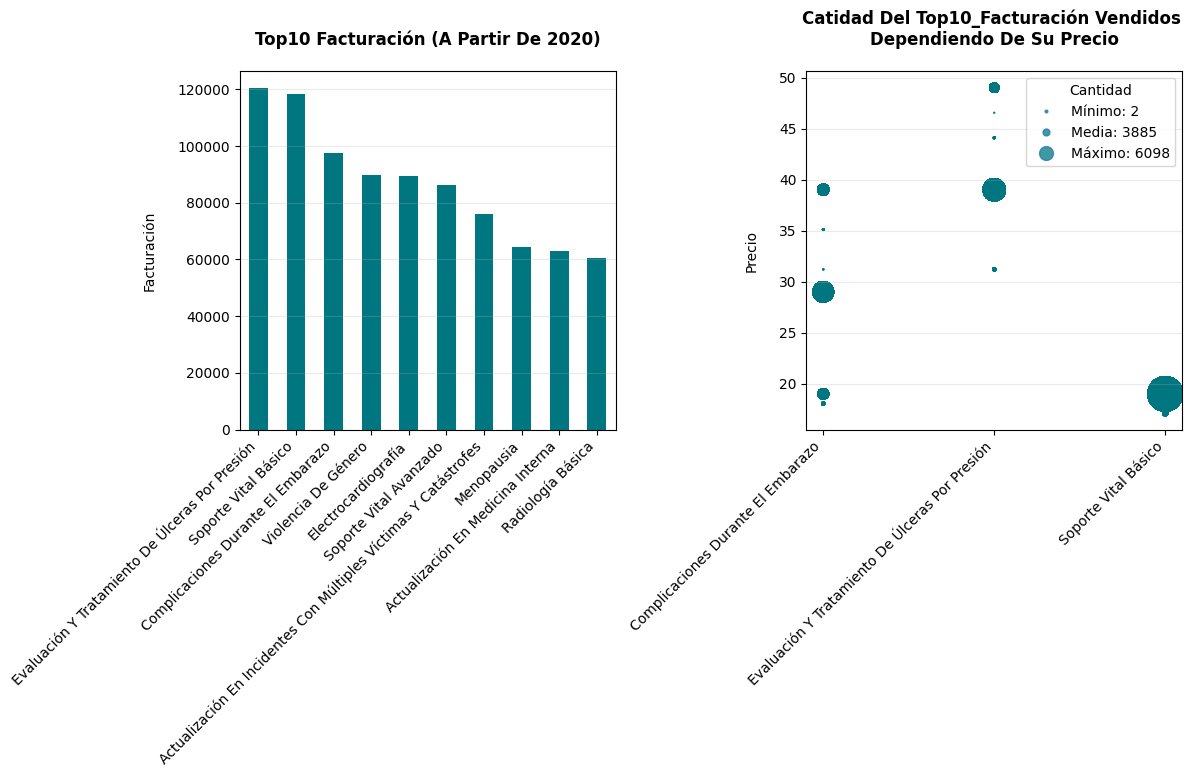 Top10 Facturación (A Partir De 2020)
Facturación
120000
100000
80000
60000
40000
20000
0
Evaluación Y Tratamiento De Úlceras Por Presión
Soporte Vital Básico
Complicaciones Durante El Embarazo
Violencia De Género
Electrocardiografía
Soporte Vital Avanzado
Actualización En Incidentes Con Múltiples Víctimas Y Catástrofes
Menopausia
Actualización En Medicina Interna
Radiología Básica
Catidad Del Top10_Facturación Vendidos
Dependiendo De Su Precio
Precio
50
45
40
35
30
25
20
Cantidad
Mínimo: 2
Media: 3885
Máximo: 6098
Complicaciones Durante El Embarazo
Evaluación Y Tratamiento De Úlceras Por Presión
Soporte Vital Básico